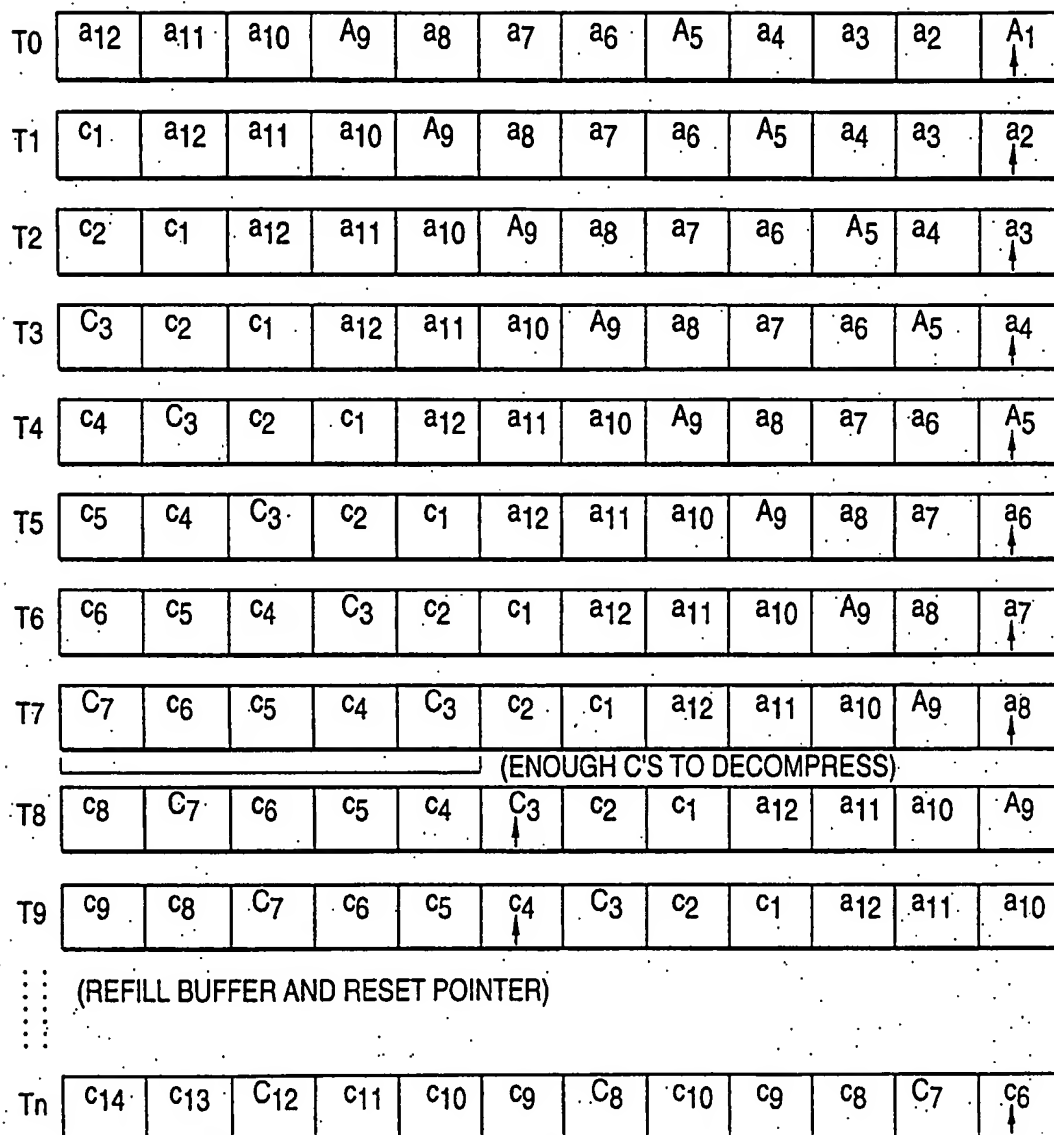 T0 a12 a11 a10 A9 a8 a7 a6 A5 a4 a3 a2 A1
T1 c1 a12 a11 a10 A9 a8 a7 a6 A5 a4 a3 a2
T2 c2 c1 a12 a11 a10 A9 a8 a7 a6 A5 a4 a3
T3 C3 c2 c1 a12 a11 a10 A9 a8 a7 a6 A5 a4
T4 c4 C3 c2 c1 a12 a11 a10 A9 a8 a7 a6 A5
T5 c5 c4 C3 c2 c1 a12 a11 a10 A9 a8 a7 a6
T6 c6 c5 c4 C3 c2 c1 a12 a11 a10 A9 a8 a7
T7 C7 c6 c5 c4 C3 c2 c1 a12 a11 a10 A9 a8
(ENOUGH C'S TO DECOMPRESS)
T8 c8 C7 c6 c5 c4 C3 c2 c1 a12 a11 a10 A9
T9 c9 c8 C7 c6 c5 c4 C3 c2 c1 a12 a11 a10
(REFILL BUFFER AND RESET POINTER)
Tn c14 c13 C12 c11 c10 c9 C8 c10 c9 c8 C7 c6